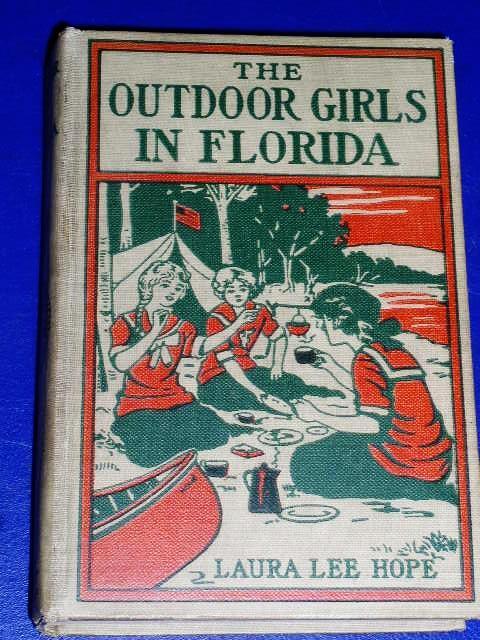 THE
OUTDOOR GIRLS
IN FLORIDA
LAURA LEE HOPE